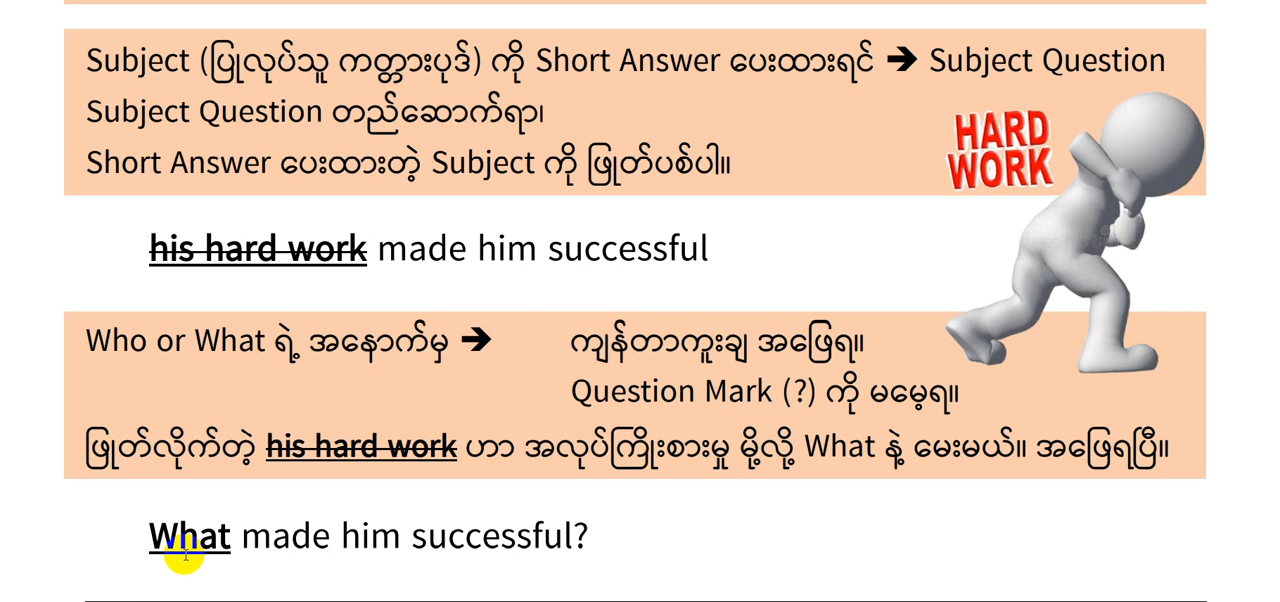 Subject (ပြုလုပ်သူ ကတ္တားပုဒ်) ကို Short Answer ပေးထားရင် ➔ Subject Question
Subject Question တည်ဆောက်ရာ၊
Short Answer ပေးထားတဲ့ Subject ကို ဖြုတ်ပစ်ပါ။
HARD
WORK
his hard work made him successful
Who or What ရဲ့ အနောက်မှ ➔ ကျန်တာကူးချ အဖြေရ။
Question Mark (?) ကို မမေ့ရ။
ဖြုတ်လိုက်တဲ့ his hard work ဟာ အလုပ်ကြိုးစားမှု မို့လို့ What နဲ့ မေးမယ်။ အဖြေရပြီ။
What made him successful?